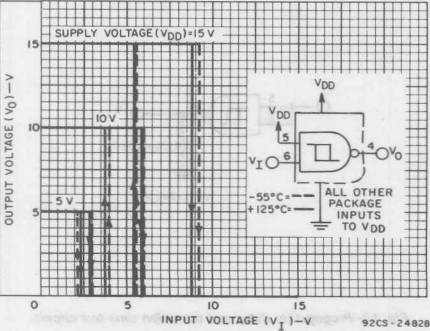 SUPPLY VOLTAGE (VDD)=15 V
15
10 V
10
5 V
5
0
5
10
15
OUTPUT VOLTAGE (VO)—V
INPUT VOLTAGE (VI)—V
VDD
VDD
5
6
4
VI
VO
-55°C=
+125°C=
ALL OTHER
PACKAGE
INPUTS
TO VDD
92CS-24828